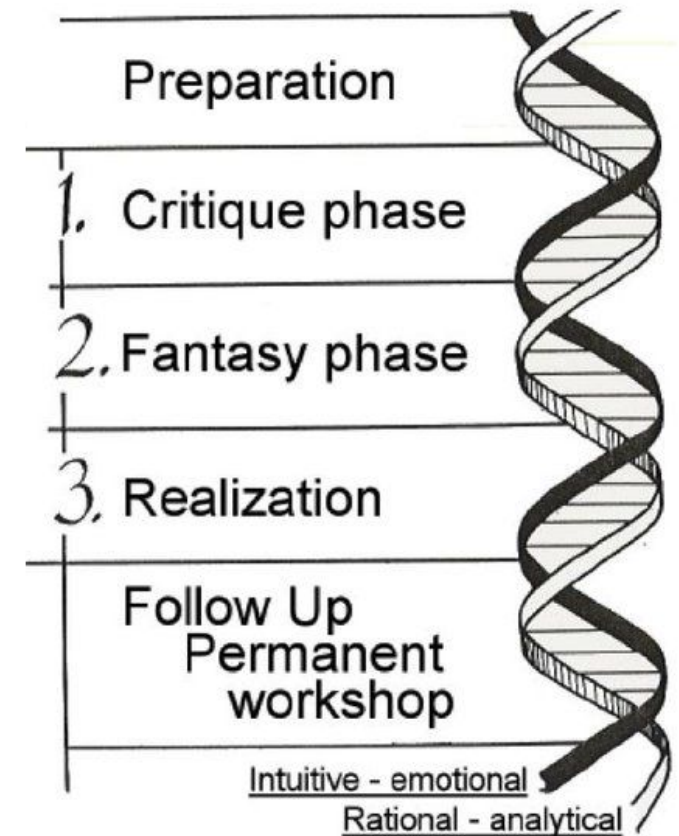 Preparation
1. Critique phase
2. Fantasy phase
3. Realization
Follow Up
Permanent
workshop
Intuitive - emotional
Rational - analytical